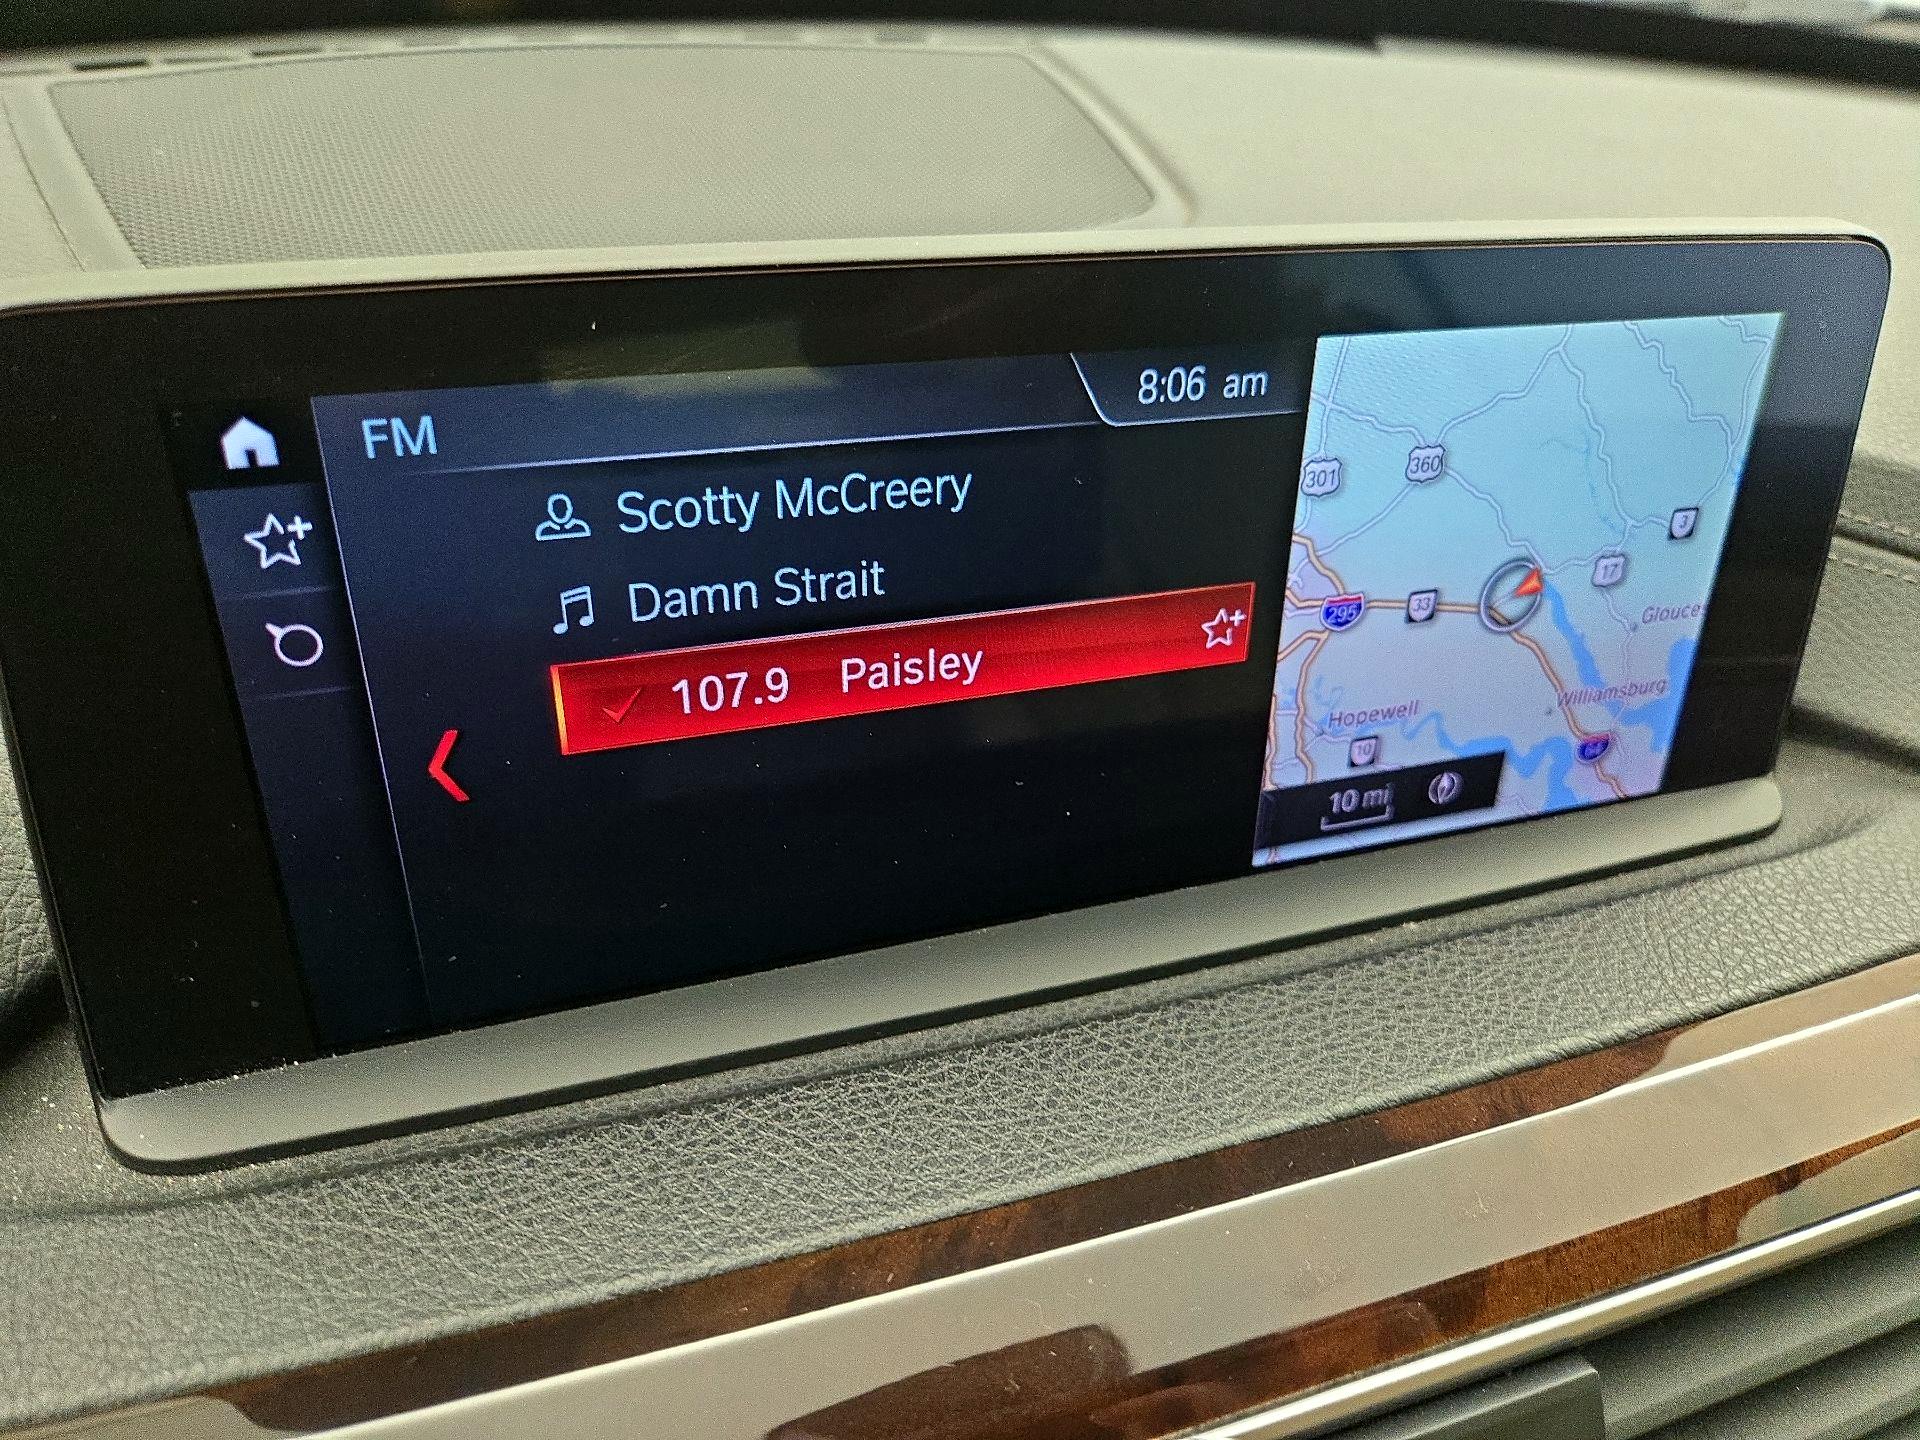 FM
8:06 am
Scotty McCreery
Damn Strait
107.9 Paisley
301
360
3
17
295
33
Glouce
Williamsburg
Hopewell
10
64
10 mi